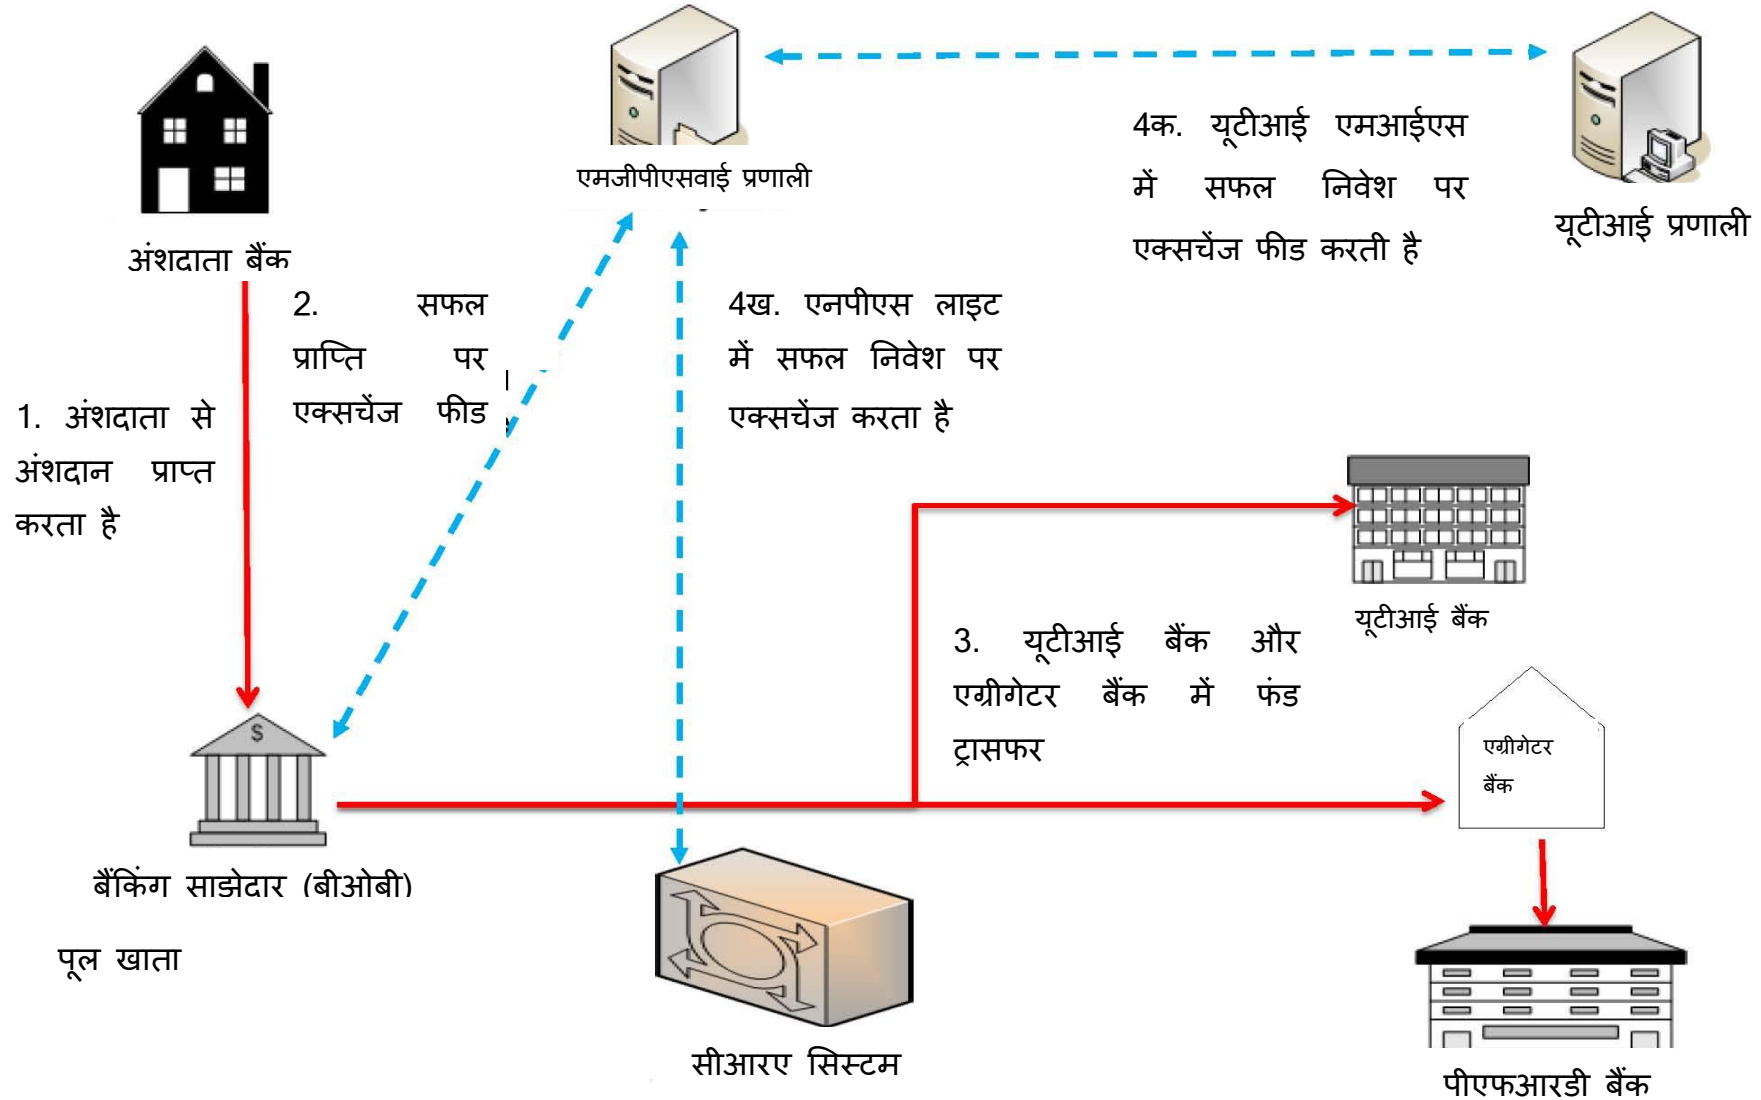 एमजीपीएसवाई प्रणाली
4क. यूटीआई एमआईएस
में सफल निवेश पर
एक्सचेंज फीड करती है
यूटीआई प्रणाली
अंशदाता बैंक
2. सफल
प्राप्ति पर
एक्सचेंज फीड
4ख. एनपीएस लाइट
में सफल निवेश पर
एक्सचेंज करता है
1. अंशदाता से
अंशदान प्राप्त
करता है
यूटीआई बैंक
3. यूटीआई बैंक और
एग्रीगेटर बैंक में फंड
ट्रासफर
एग्रीगेटर
बैंक
$
बैंकिंग साझेदार (बीओबी)
पूल खाता
सीआरए सिस्टम
पीएफआरडी बैंक